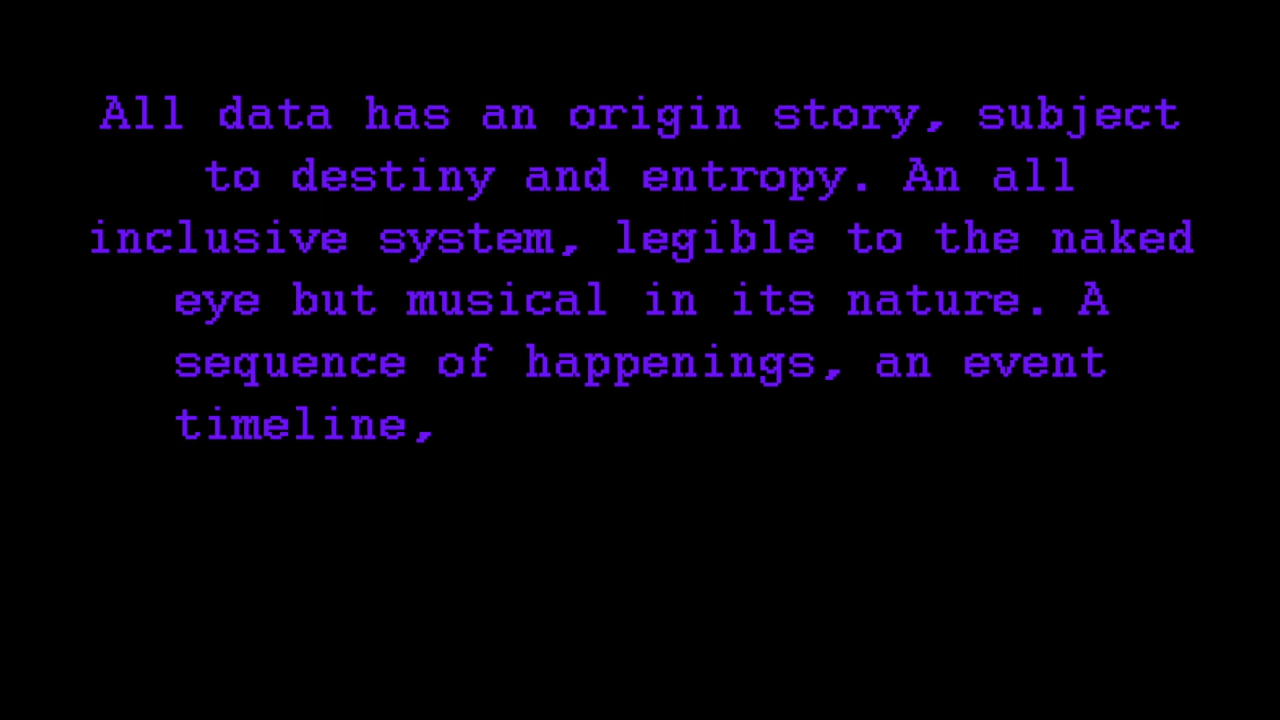 All data has an origin story, subject
to destiny and entropy. An all
inclusive system, legible to the naked
eye but musical in its nature. A
sequence of happenings, an event
timeline,